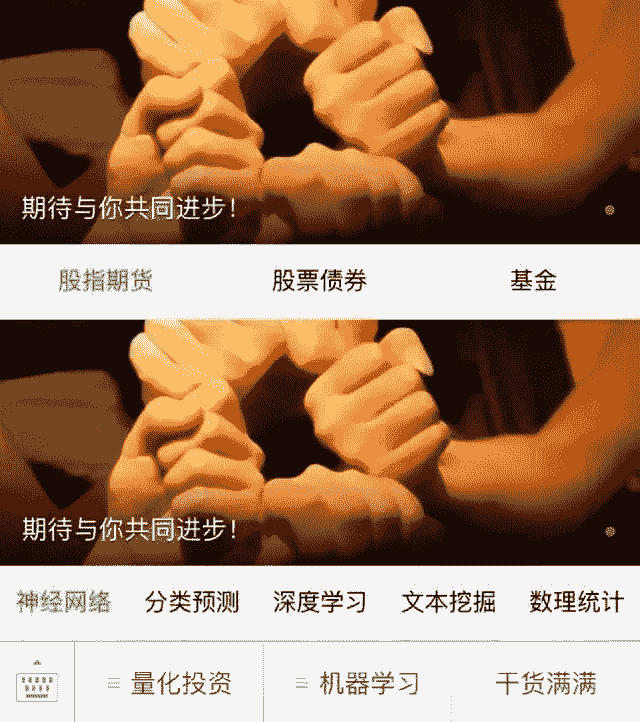 期待与你共同进步！
股指期货 股票债券 基金
期待与你共同进步！
神经网络 分类预测 深度学习 文本挖掘 数理统计
量化投资 机器学习 干货满满